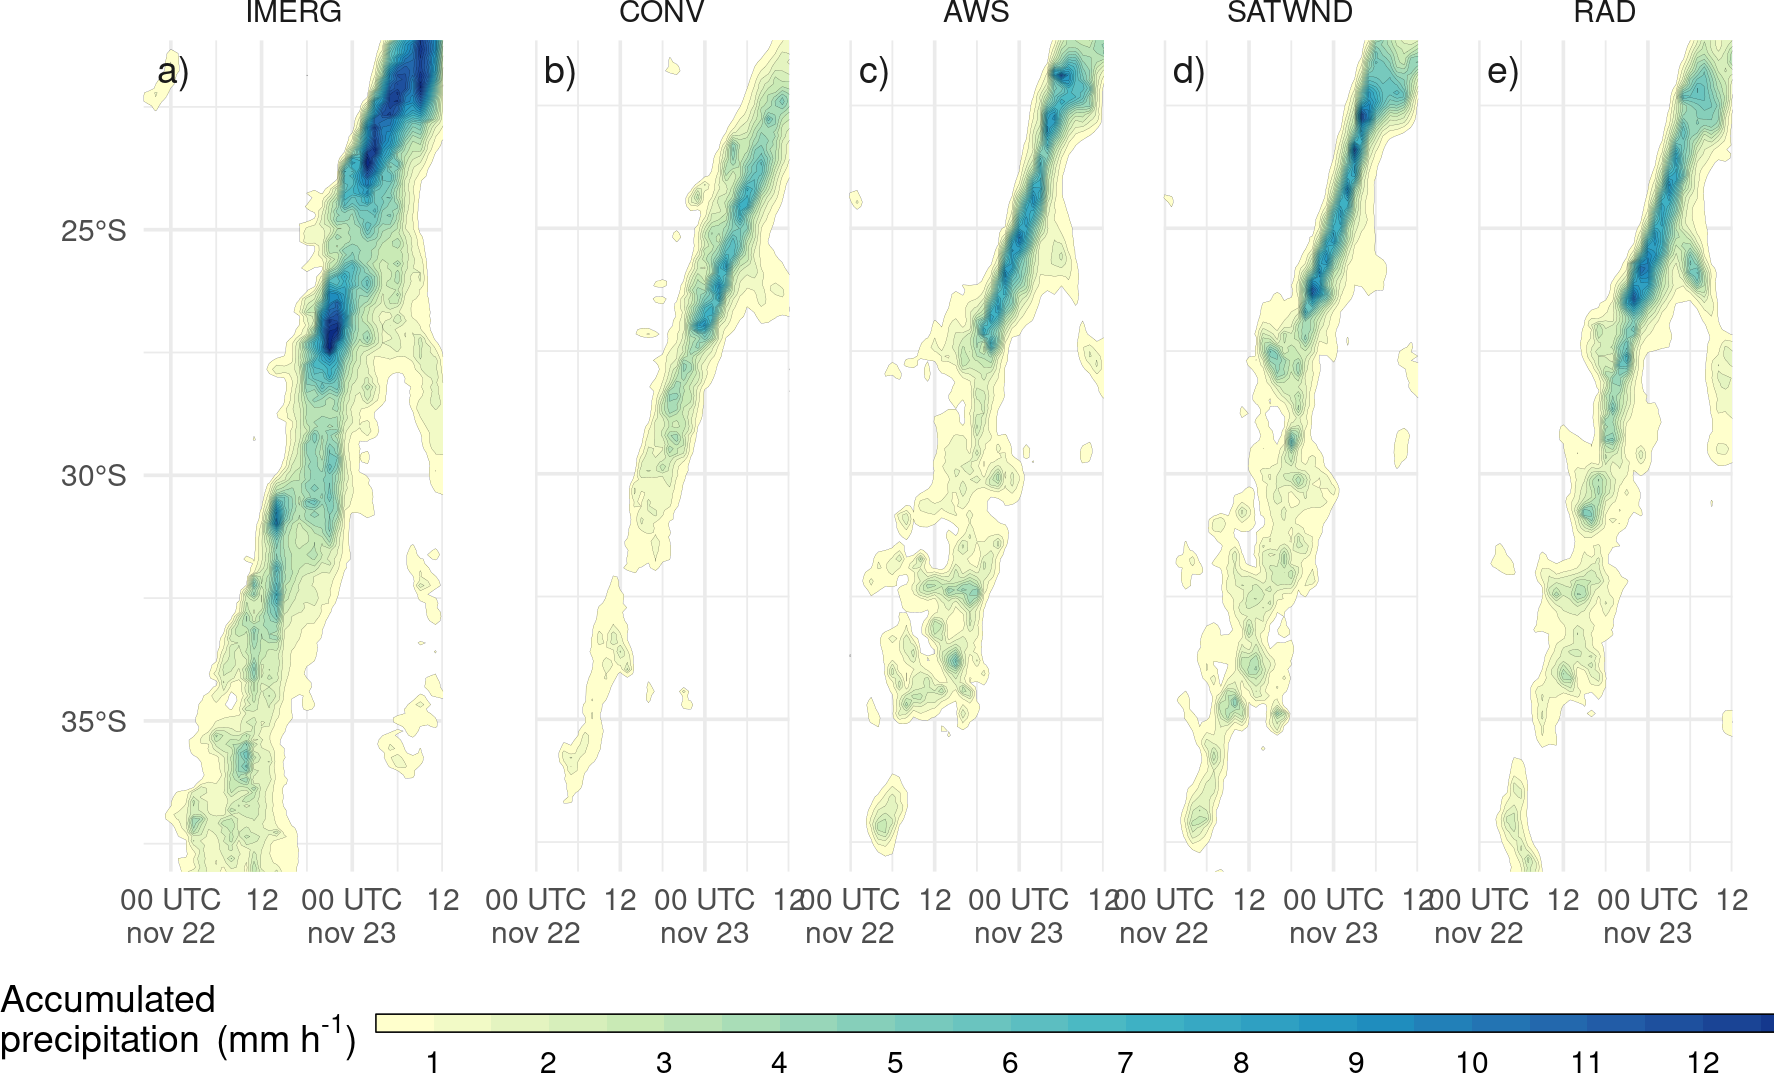 IMERG CONV AWS SATWND RAD
a) b) c) d) e)
25°S
30°S
35°S
00 UTC 12 00 UTC 12 00 UTC 12 00 UTC 12 00 UTC 12 00 UTC 12 00 UTC 12 00 UTC 12 00 UTC 12 00 UTC 12
nov 22 nov 23 nov 22 nov 23 nov 22 nov 23 nov 22 nov 23 nov 22 nov 23
Accumulated
precipitation (mm h⁻¹)
1 2 3 4 5 6 7 8 9 10 11 12